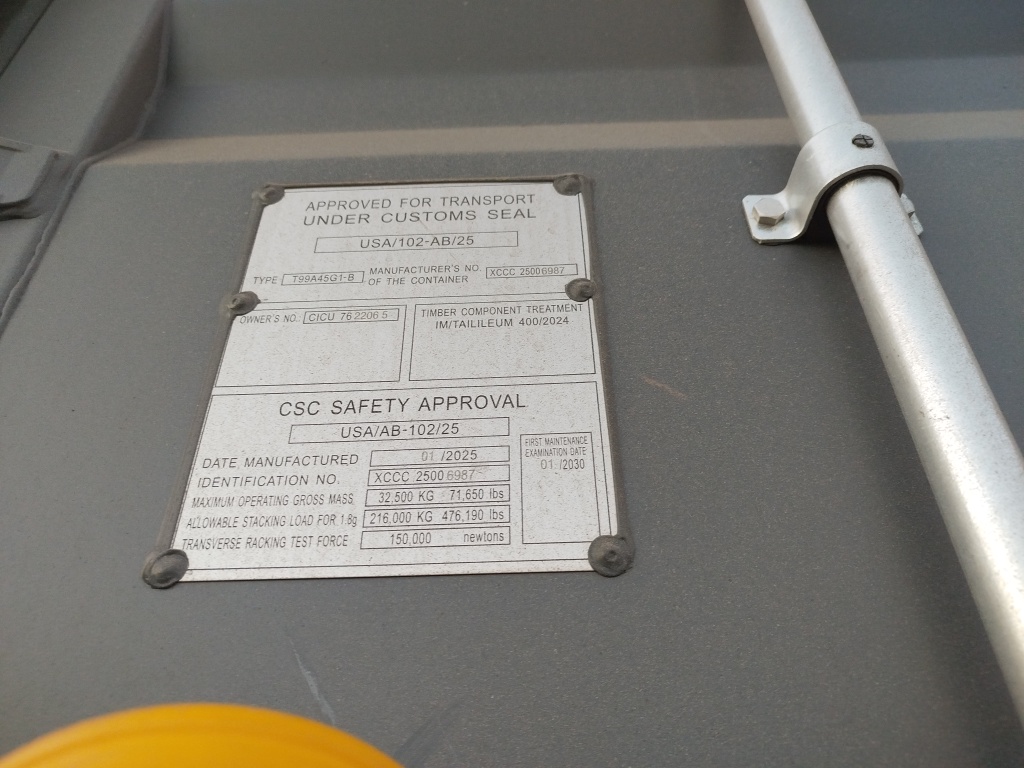 APPROVED FOR TRANSPORT
UNDER CUSTOMS SEAL
USA/102-AB/25
TYPE T99A45G1-B MANUFACTURER'S NO. OF THE CONTAINER XCCC 25006987
OWNER'S NO. CICU 762206 5
TIMBER COMPONENT TREATMENT
IM/TAILILEUM 400/2024
CSC SAFETY APPROVAL
USA/AB-102/25
DATE MANUFACTURED 01 /2025
IDENTIFICATION NO. XCCC 25006987
MAXIMUM OPERATING GROSS MASS 32,500 KG 71,650 lbs
ALLOWABLE STACKING LOAD FOR 1.8g 216,000 KG 476,190 lbs
TRANSVERSE RACKING TEST FORCE 150,000 newtons
FIRST MAINTENANCE
EXAMINATION DATE
01 /2030